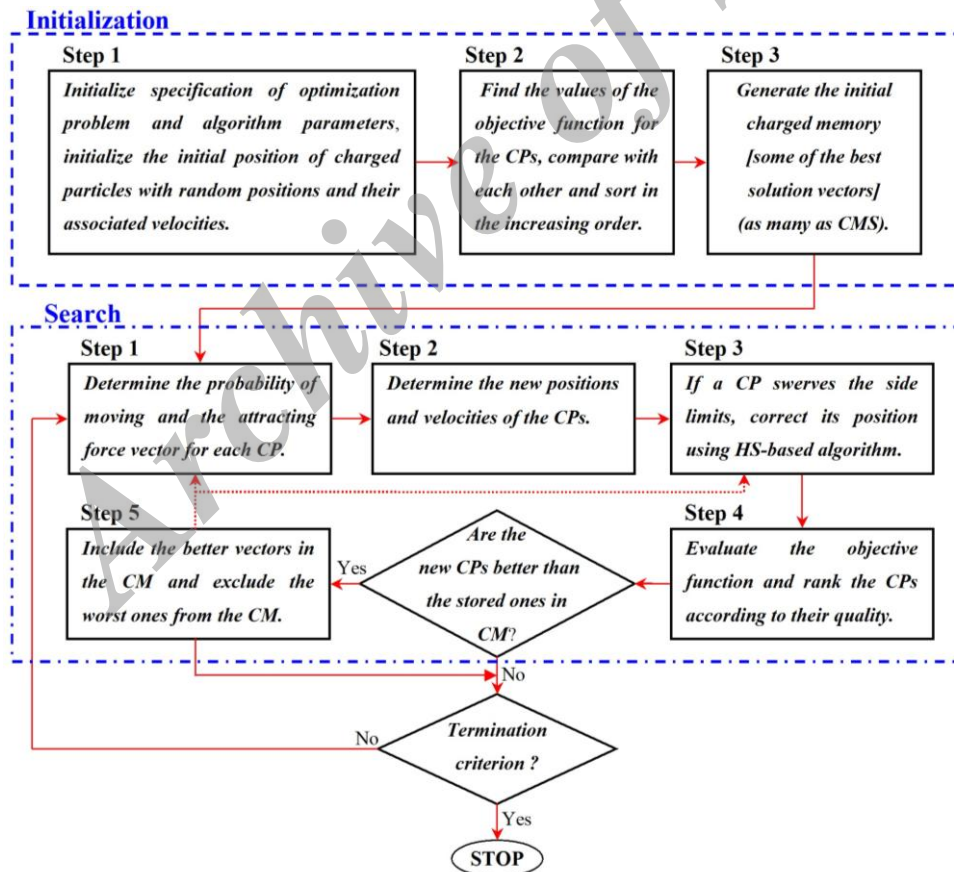 Initialization
Step 1
Initialize specification of optimization
problem and algorithm parameters,
initialize the initial position of charged
particles with random positions and their
associated velocities.
Step 2
Find the values of the
objective function for
the CPs, compare with
each other and sort in
the increasing order.
Step 3
Generate the initial
charged memory
[some of the best
solution vectors]
(as many as CMS).
Search
Step 1
Determine the probability of
moving and the attracting
force vector for each CP.
Step 2
Determine the new positions
and velocities of the CPs.
Step 3
If a CP swerves the side
limits, correct its position
using HS-based algorithm.
Step 4
Evaluate the objective
function and rank the CPs
according to their quality.
Are the
new CPs better than
the stored ones in
CM?
Yes
Step 5
Include the better vectors in
the CM and exclude the
worst ones from the CM.
No
Termination
criterion ?
No
Yes
STOP
Archive of